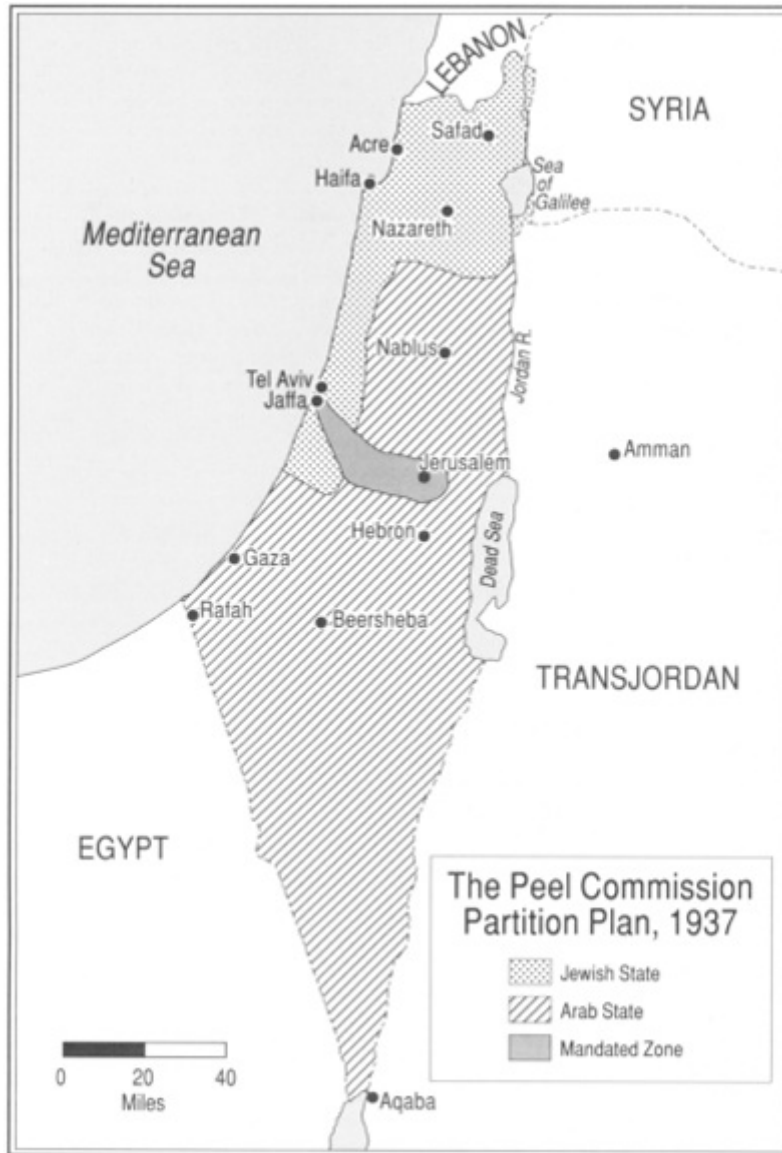 LEBANON
SYRIA
Safad
Acre
Haifa
Sea
of
Galilee
Nazareth
Mediterranean
Sea
Nablus
Jordan R.
Tel Aviv
Jaffa
Amman
Jerusalem
Hebron
Dead Sea
Gaza
Rafah
Beersheba
TRANSJORDAN
EGYPT
The Peel Commission
Partition Plan, 1937
Jewish State
Arab State
Mandated Zone
0 20 40
Miles
Aqaba